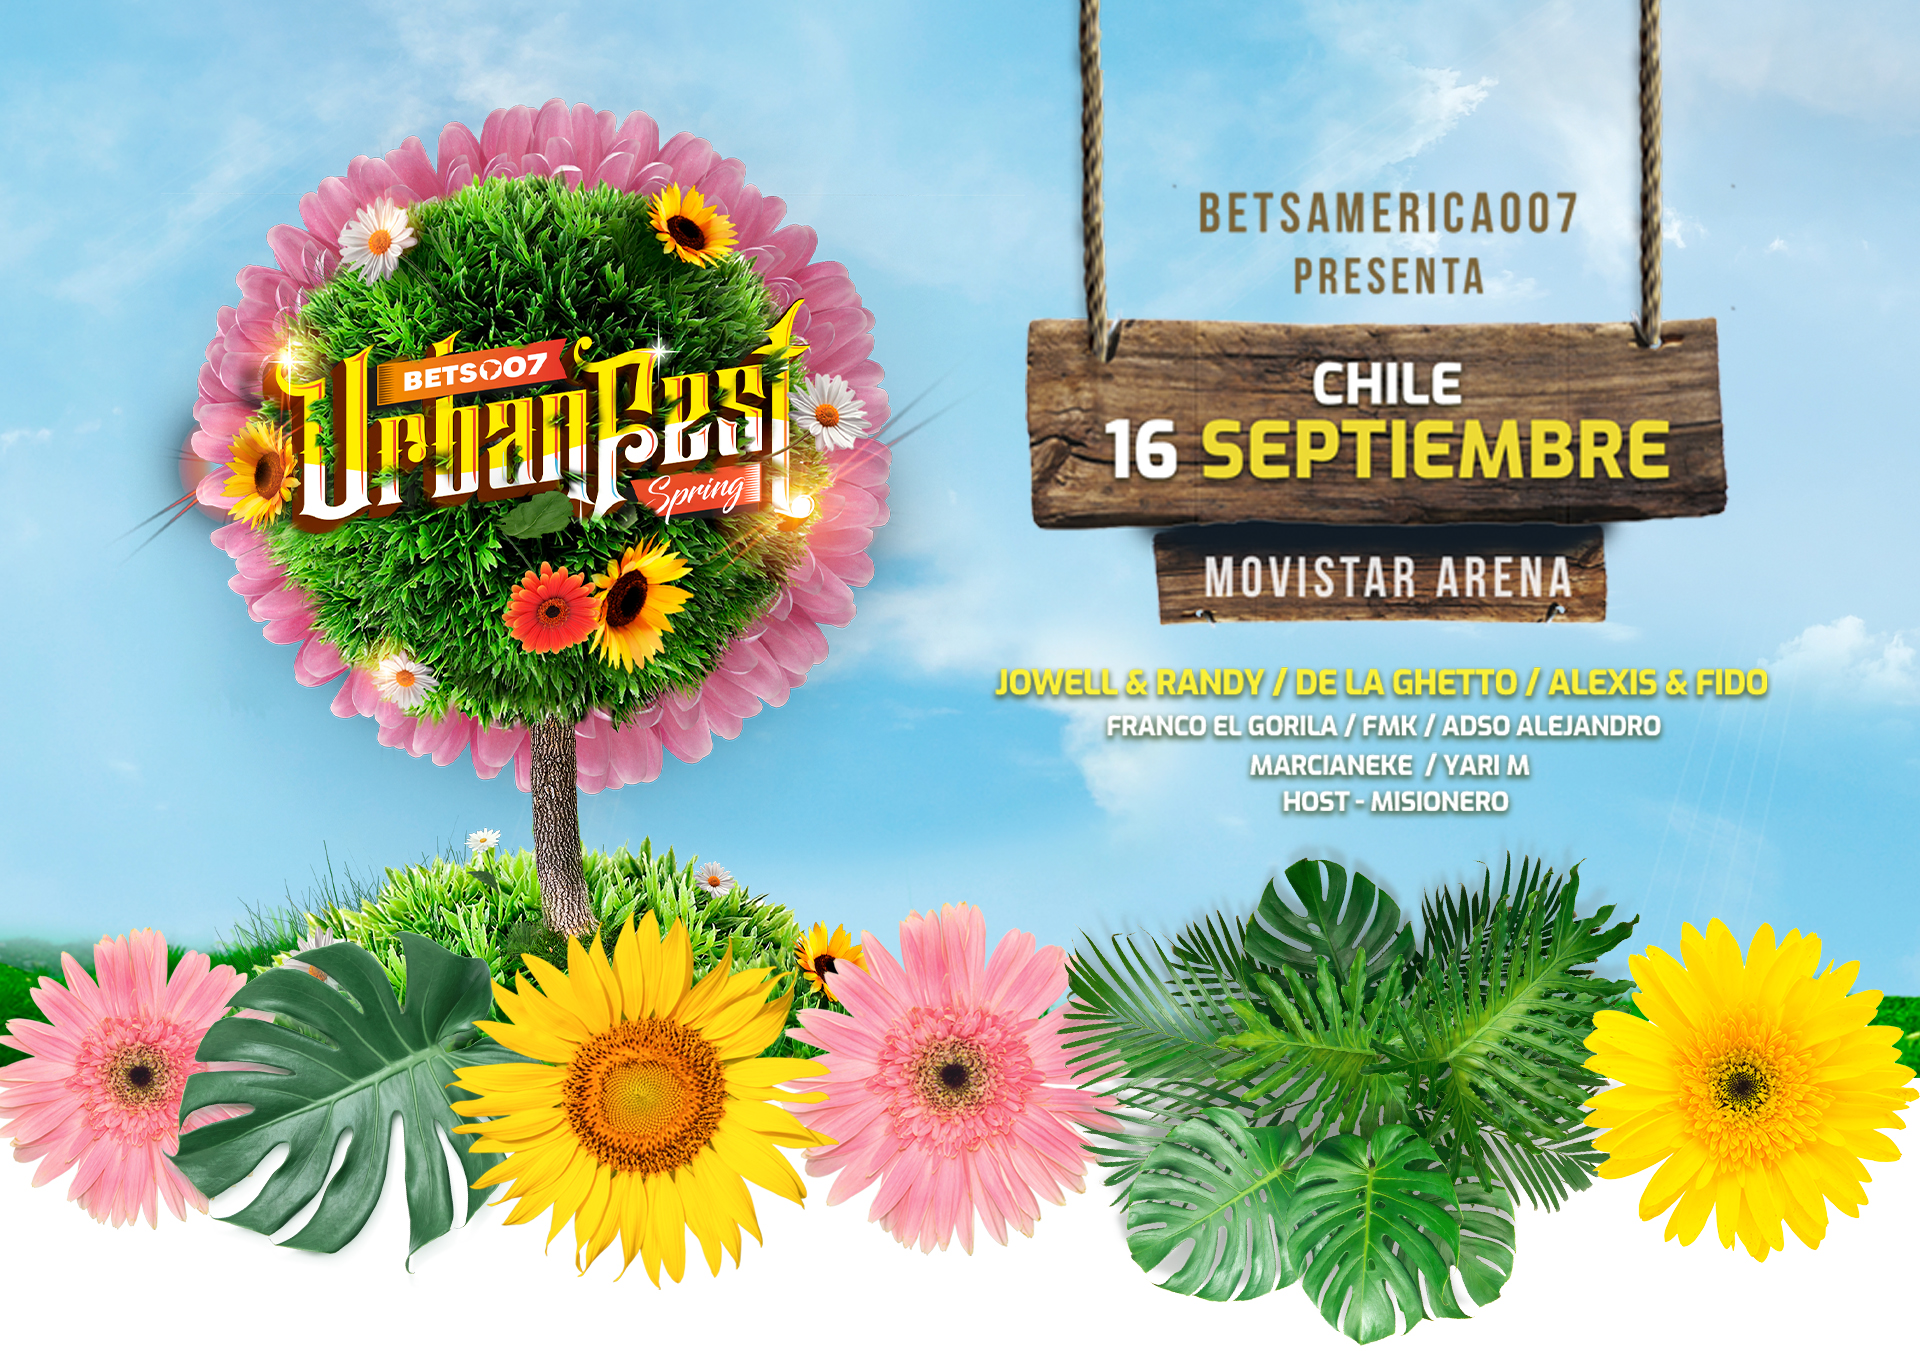 BETS007
UrbanFest
Spring
BETSAMERICA007
PRESENTA
CHILE
16 SEPTIEMBRE
MOVISTAR ARENA
JOWELL & RANDY / DE LA GHETTO / ALEXIS & FIDO
FRANCO EL GORILA / FMK / ADSO ALEJANDRO
MARCIANEKE / YARI M
HOST - MISIONERO